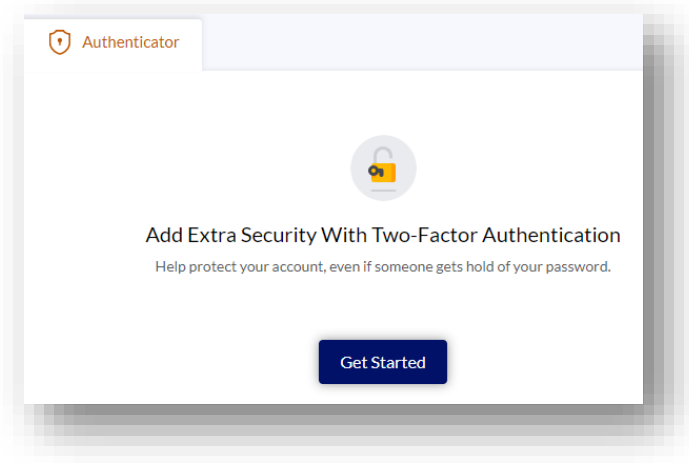 Authenticator
Add Extra Security With Two-Factor Authentication
Help protect your account, even if someone gets hold of your password.
Get Started